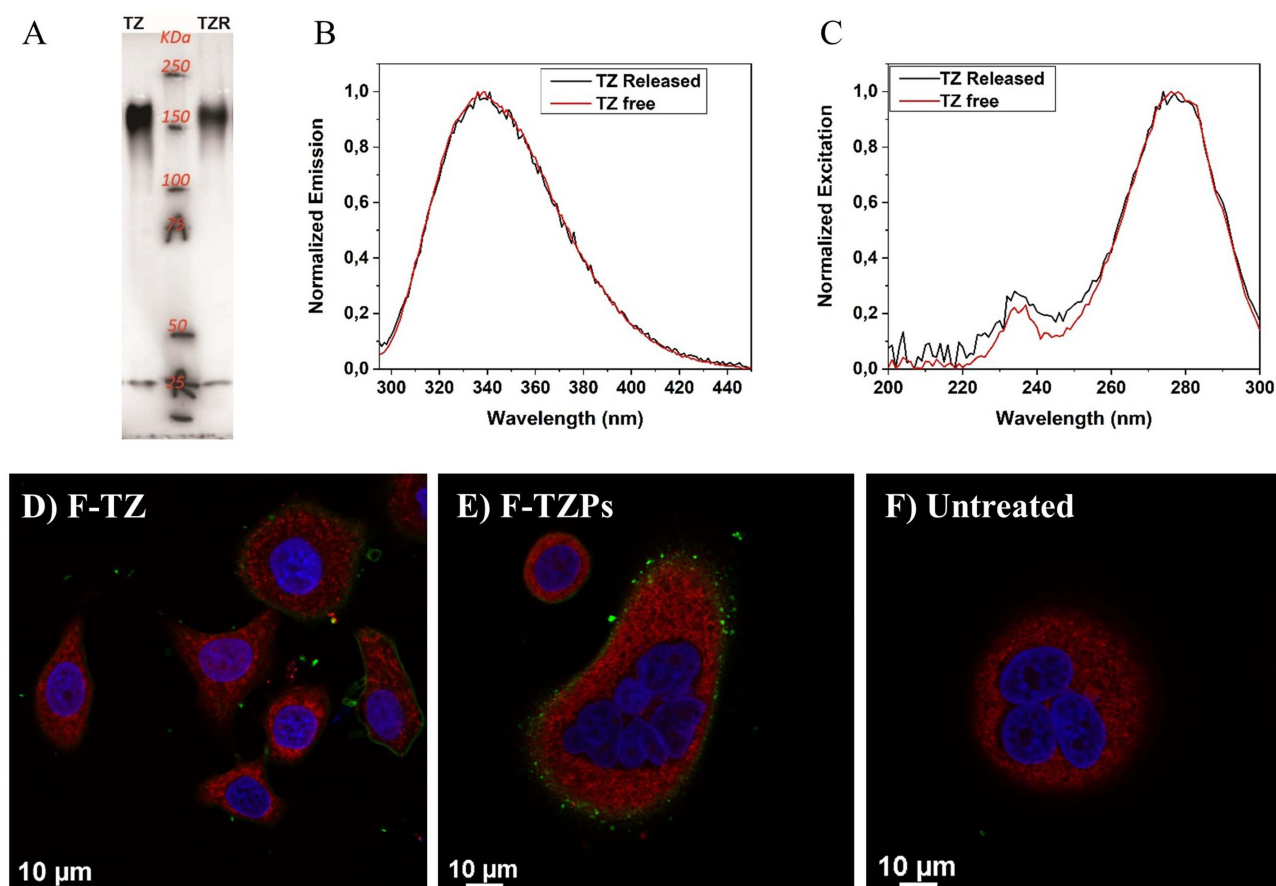 A
TZ
TZR
KDa
250
150
100
75
50
25
B
TZ Released
TZ free
1,0
0,8
0,6
0,4
0,2
0,0
Normalized Emission
300
320
340
360
380
400
420
440
Wavelength (nm)
C
TZ Released
TZ free
1,0
0,8
0,6
0,4
0,2
0,0
Normalized Excitation
200
220
240
260
280
300
Wavelength (nm)
D) F-TZ
10 µm
E) F-TZPs
10 µm
F) Untreated
10 µm